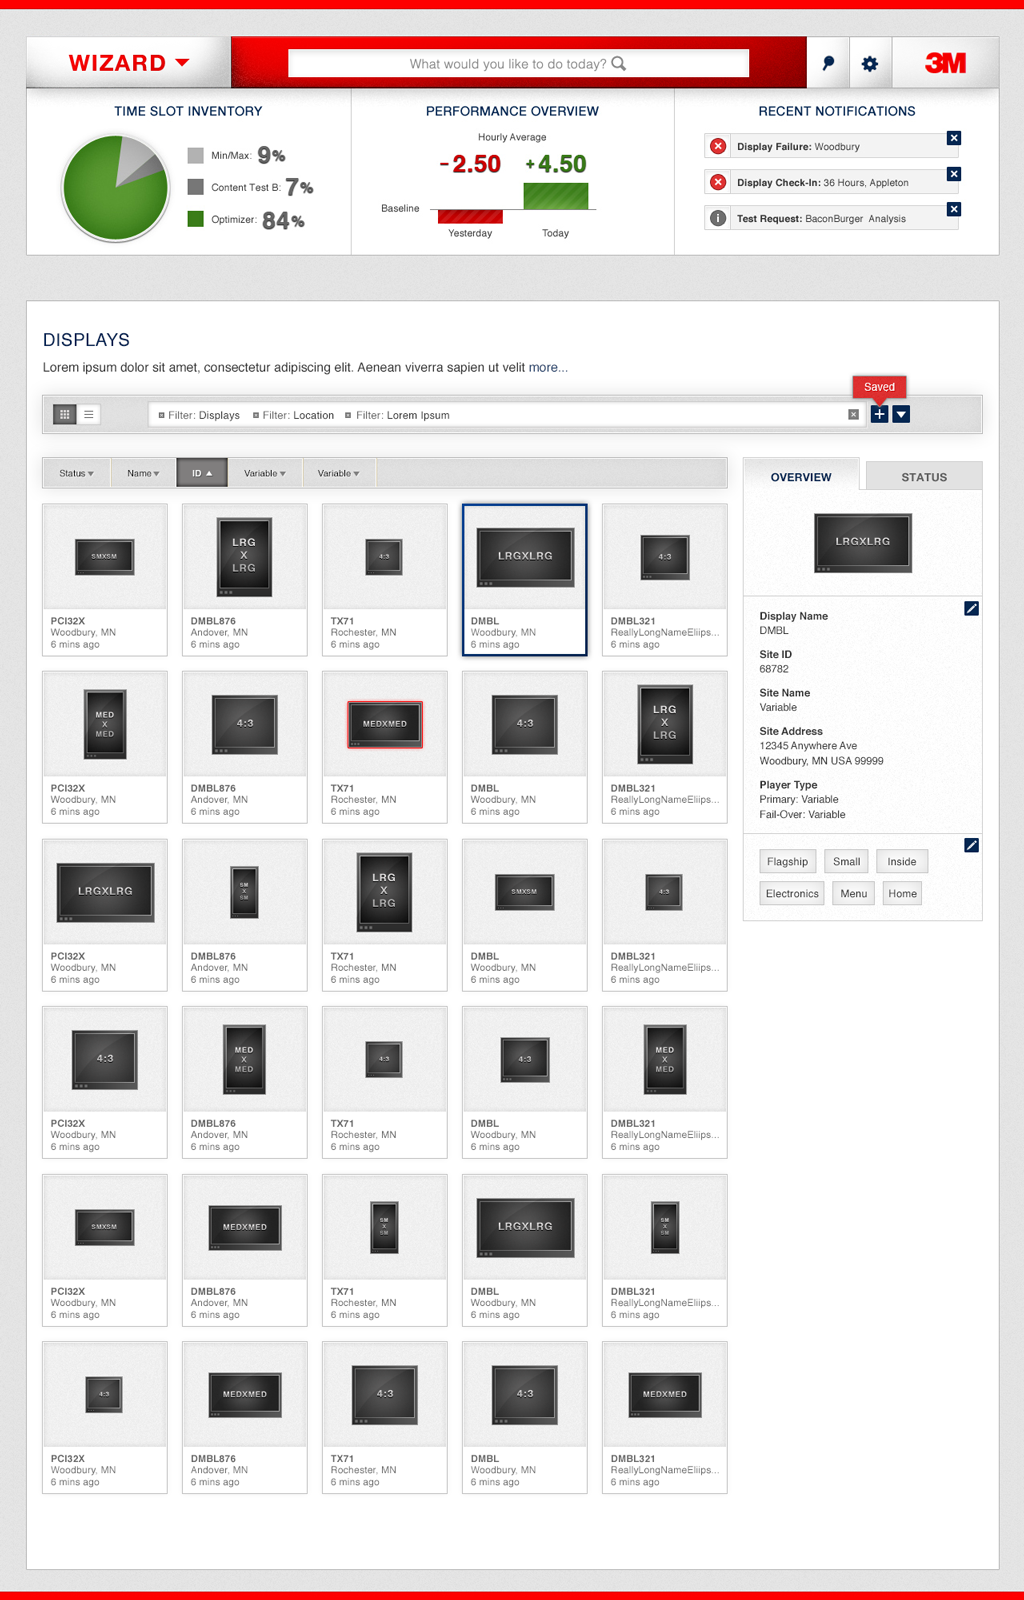 WIZARD
What would you like to do today?
3M
TIME SLOT INVENTORY
Min/Max: 9%
Content Test B: 7%
Optimizer: 84%
PERFORMANCE OVERVIEW
Hourly Average
-2.50 +4.50
Baseline
Yesterday Today
RECENT NOTIFICATIONS
Display Failure: Woodbury
Display Check-In: 36 Hours, Appleton
Test Request: BaconBurger Analysis
DISPLAYS
Lorem ipsum dolor sit amet, consectetur adipiscing elit. Aenean viverra sapien ut velit more...
Saved
Filter: Displays Filter: Location Filter: Lorem Ipsum
Status Name ID Variable Variable
SMXSM
LRG
X
LRG
4:3
LRGXLRG
4:3
PCI32X DMBL876 TX71 DMBL DMBL321
Woodbury, MN Andover, MN Rochester, MN Woodbury, MN ReallyLongNameEliips...
6 mins ago 6 mins ago 6 mins ago 6 mins ago 6 mins ago
MED
X
MED
4:3
MEDXMED
4:3
LRG
X
LRG
PCI32X DMBL876 TX71 DMBL DMBL321
Woodbury, MN Andover, MN Rochester, MN Woodbury, MN ReallyLongNameEliips...
6 mins ago 6 mins ago 6 mins ago 6 mins ago 6 mins ago
LRGXLRG
SM
X
SM
LRG
X
LRG
SMXSM
4:3
PCI32X DMBL876 TX71 DMBL DMBL321
Woodbury, MN Andover, MN Rochester, MN Woodbury, MN ReallyLongNameEliips...
6 mins ago 6 mins ago 6 mins ago 6 mins ago 6 mins ago
4:3
MED
X
MED
4:3
4:3
MED
X
MED
PCI32X DMBL876 TX71 DMBL DMBL321
Woodbury, MN Andover, MN Rochester, MN Woodbury, MN ReallyLongNameEliips...
6 mins ago 6 mins ago 6 mins ago 6 mins ago 6 mins ago
SMXSM
MEDXMED
SM
X
SM
LRGXLRG
SM
X
SM
PCI32X DMBL876 TX71 DMBL DMBL321
Woodbury, MN Andover, MN Rochester, MN Woodbury, MN ReallyLongNameEliips...
6 mins ago 6 mins ago 6 mins ago 6 mins ago 6 mins ago
4:3
MEDXMED
4:3
4:3
MEDXMED
PCI32X DMBL876 TX71 DMBL DMBL321
Woodbury, MN Andover, MN Rochester, MN Woodbury, MN ReallyLongNameEliips...
6 mins ago 6 mins ago 6 mins ago 6 mins ago 6 mins ago
OVERVIEW STATUS
LRGXLRG
Display Name
DMBL
Site ID
68782
Site Name
Variable
Site Address
12345 Anywhere Ave
Woodbury, MN USA 99999
Player Type
Primary: Variable
Fail-Over: Variable
Flagship Small Inside
Electronics Menu Home